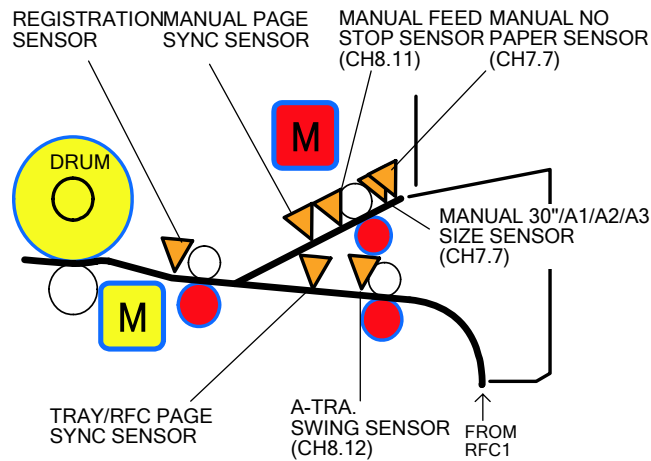 REGISTRATION
SENSOR
MANUAL PAGE
SYNC SENSOR
MANUAL FEED
STOP SENSOR
(CH8.11)
MANUAL NO
PAPER SENSOR
(CH7.7)
M
DRUM
MANUAL 30"/A1/A2/A3
SIZE SENSOR
(CH7.7)
M
TRAY/RFC PAGE
SYNC SENSOR
A-TRA.
SWING SENSOR
(CH8.12)
FROM
RFC1